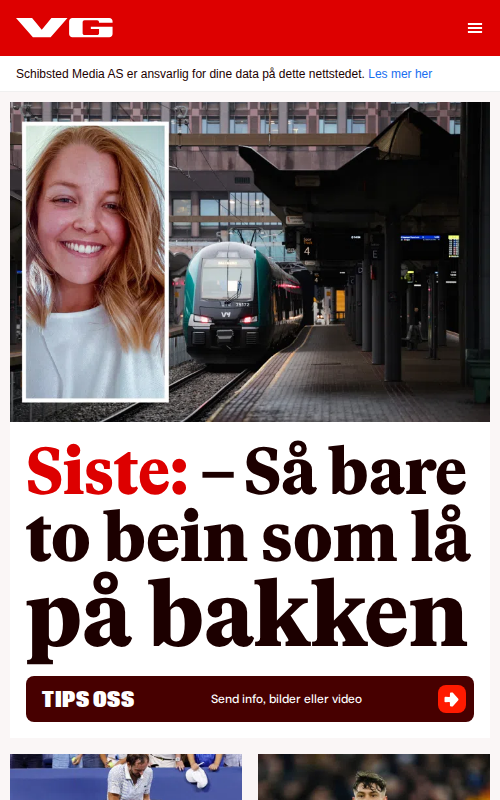 VG
Schibsted Media AS er ansvarlig for dine data på dette nettstedet. Les mer her
4
Siste: – Så bare
to bein som lå
på bakken
TIPS OSS
Send info, bilder eller video